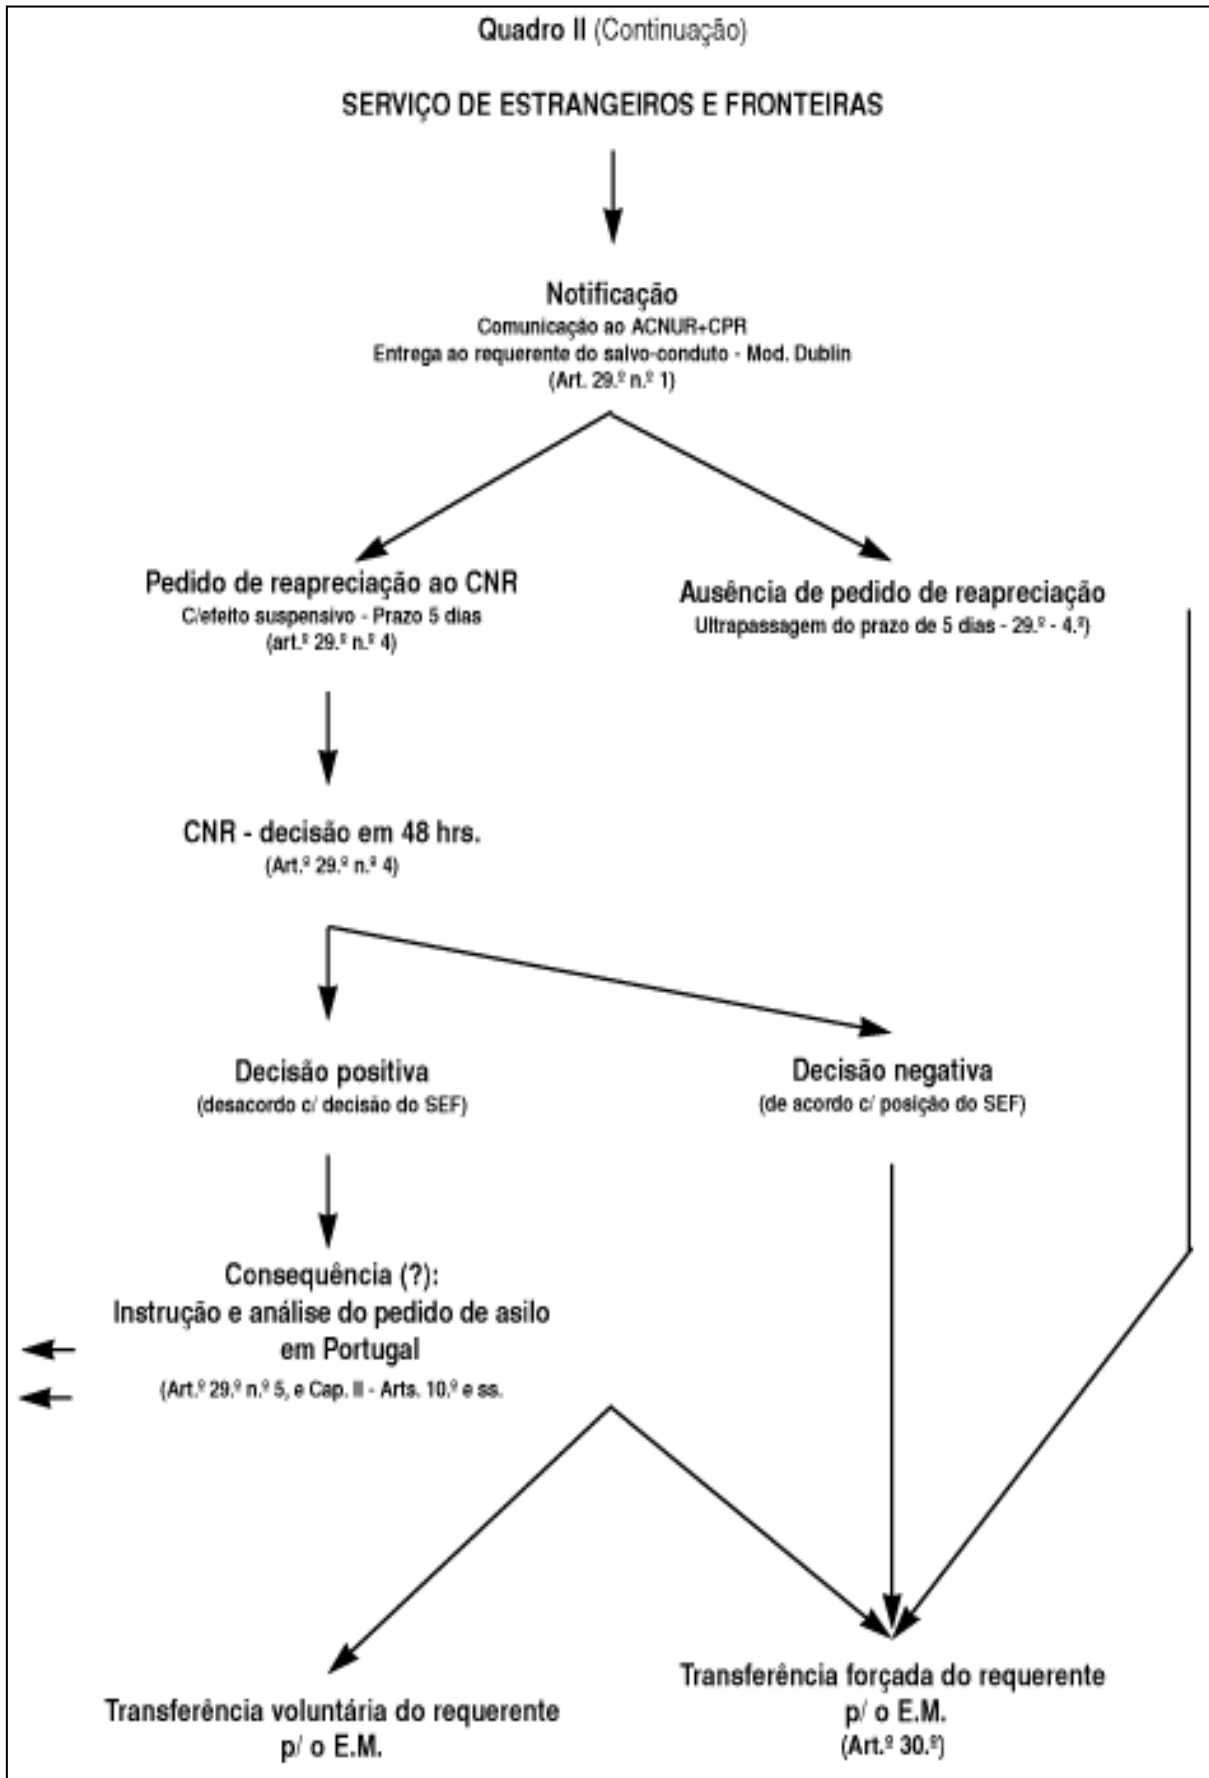 Quadro II (Continuação)
SERVIÇO DE ESTRANGEIROS E FRONTEIRAS
Notificação
Comunicação ao ACNUR+CPR
Entrega ao requerente do salvo-conduto - Mod. Dublin
(Art. 29.º n.º 1)
Pedido de reapreciação ao CNR
C/efeito suspensivo - Prazo 5 dias
(art.º 29.º n.º 4)
Ausência de pedido de reapreciação
Ultrapassagem do prazo de 5 dias - 29.º - 4.º)
CNR - decisão em 48 hrs.
(Art.º 29.º n.º 4)
Decisão positiva
(desacordo c/ decisão do SEF)
Decisão negativa
(de acordo c/ posição do SEF)
Consequência (?):
Instrução e análise do pedido de asilo
em Portugal
(Art.º 29.º n.º 5, e Cap. II - Arts. 10.º e ss.
Transferência voluntária do requerente
p/ o E.M.
Transferência forçada do requerente
p/ o E.M.
(Art.º 30.º)